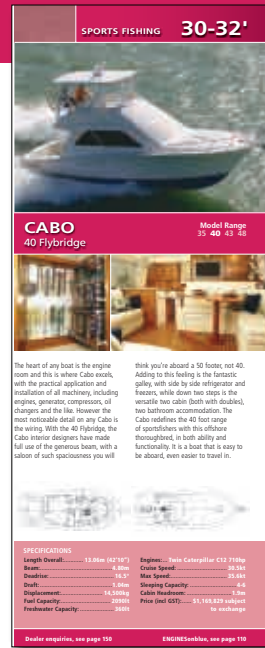 SPORTS FISHING 30-32'
CABO
40 Flybridge
Model Range
35 40 43 48
The heart of any boat is the engine
room and this is where Cabo excels,
with the practical application and
installation of all machinery, including
engines, generator, compressors, oil
changers and the like. However the
most noticeable detail on any Cabo is
the wiring. With the 40 Flybridge, the
Cabo interior designers have made
full use of the generous beam, with a
saloon of such spaciousness you will
think you're aboard a 50 footer, not 40.
Adding to this feeling is the fantastic
galley, with side by side refrigerator and
freezers, while down two steps is the
versatile two cabin (both with doubles),
two bathroom accommodation. The
Cabo redefines the 40 foot range
of sportsfishers with this offshore
thoroughbred, in both ability and
functionality. It is a boat that is easy to
be aboard, even easier to travel in.
SPECIFICATIONS
Length Overall: 13.06m (42'10")
Beam: 4.80m
Deadrise: 16.5°
Draft: 1.04m
Displacement: 14,500kg
Fuel Capacity: 2090lt
Freshwater Capacity: 360lt
Engines: Twin Caterpillar C12 710hp
Cruise Speed: 30.5kt
Max Speed: 35.6kt
Sleeping Capacity: 4-6
Cabin Headroom: 1.9m
Price (incl GST): $1,169,829 subject
to exchange
Dealer enquiries, see page 150
ENGINESonblue, see page 110